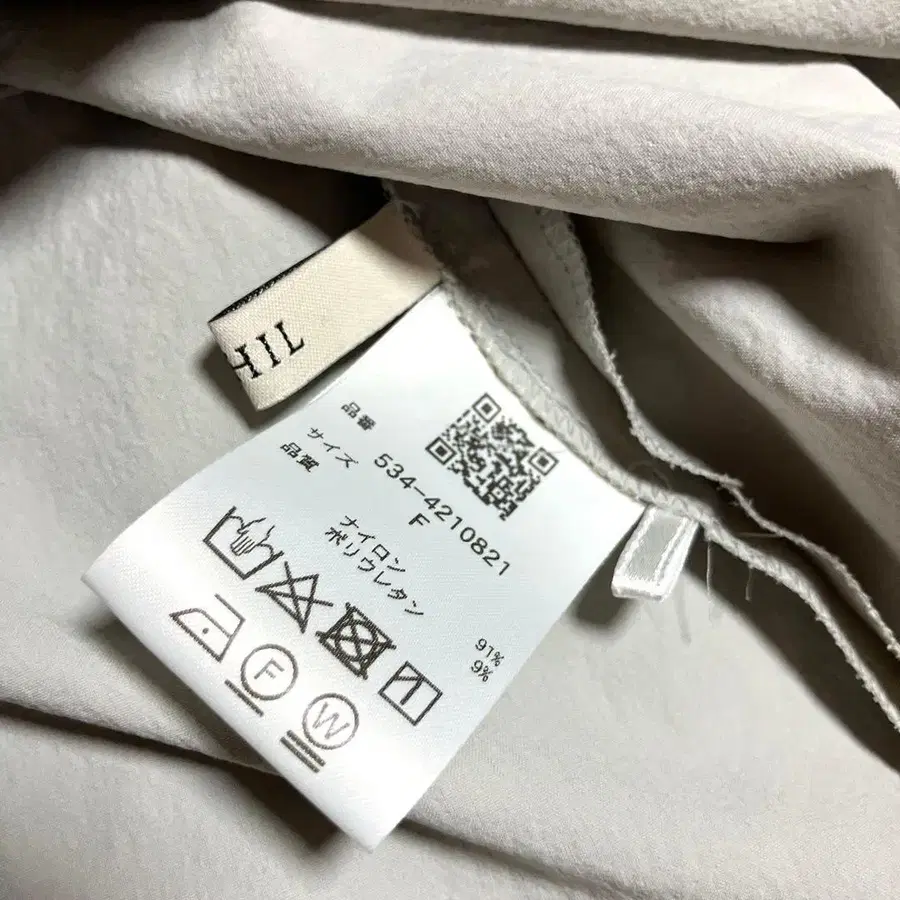 HIL
品番 534-4210821
サイズ F
品質
ナイロン 91%
ポリウレタン 9%
F
W